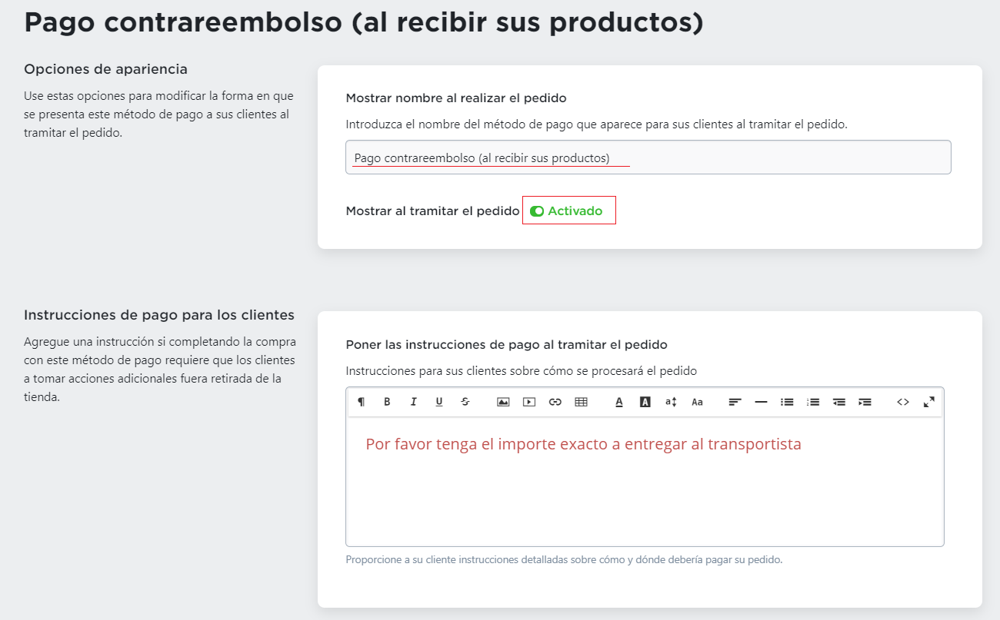 Pago contrareembolso (al recibir sus productos)
Opciones de apariencia
Use estas opciones para modificar la forma en que
se presenta este método de pago a sus clientes al
tramitar el pedido.
Mostrar nombre al realizar el pedido
Introduzca el nombre del método de pago que aparece para sus clientes al tramitar el pedido.
Pago contrareembolso (al recibir sus productos)
Mostrar al tramitar el pedido Activado
Instrucciones de pago para los clientes
Agregue una instrucción si completando la compra
con este método de pago requiere que los clientes
a tomar acciones adicionales fuera retirada de la
tienda.
Poner las instrucciones de pago al tramitar el pedido
Instrucciones para sus clientes sobre cómo se procesará el pedido
¶ B I U S A A a Aa <>
Por favor tenga el importe exacto a entregar al transportista
Proporcione a su cliente instrucciones detalladas sobre cómo y dónde debería pagar su pedido.